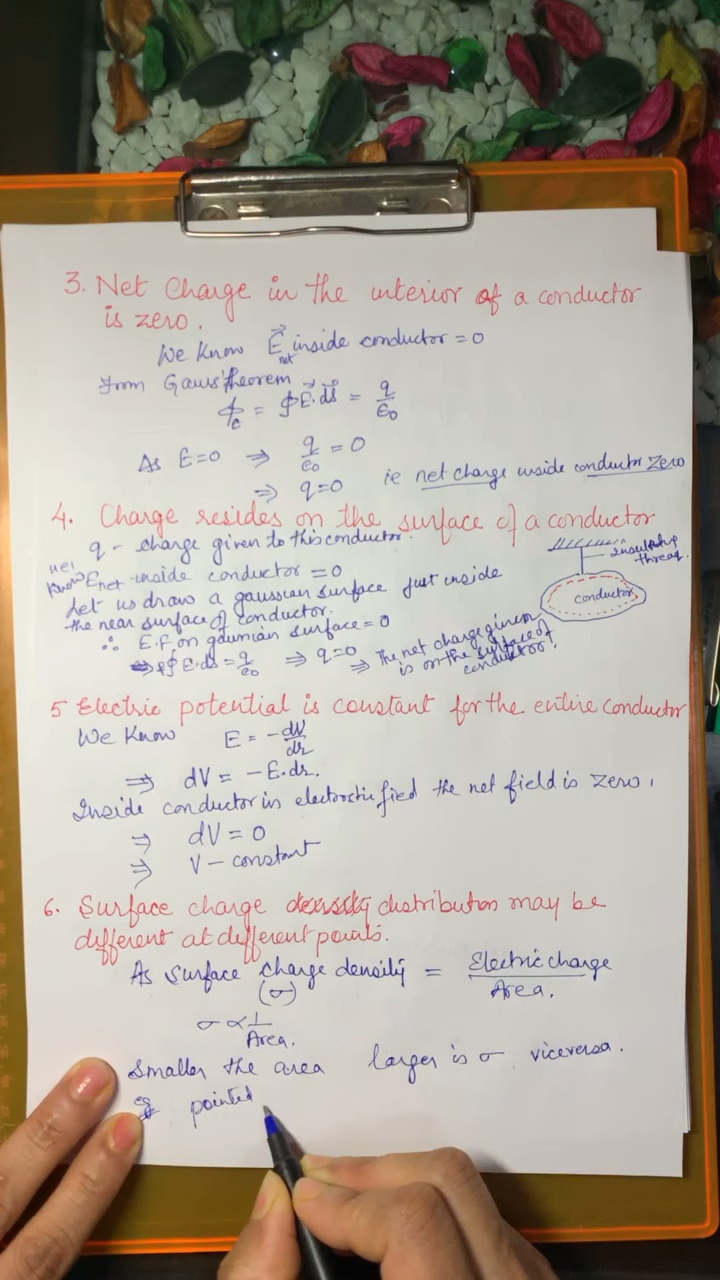 3. Net Charge in the interior of a conductor
is zero.
We Know E⃗net inside conductor = 0
From Gauss Theorem
ϕe = ∮E⃗.ds⃗ = q/ε0
As E=0 ⇒ q/ε0 = 0
⇒ q=0 ie net charge inside conductor zero
4. Charge resides on the surface of a conductor
q - charge given to this conductor.
insulating
thread.
know Enet inside conductor = 0
Let us draw a gaussian surface just inside
conductor
the near surface of conductor.
∴ E.F on gaussian surface = 0
∮E.ds = q/ε0 ⇒ q=0 ⇒ The net charge given
is on the surface of
conductor.
5 Electric potential is constant for the entire conductor
We Know E = -dV/dr
⇒ dV = -E.dr.
Inside conductor in the net field is zero.
⇒ dV = 0
⇒ V - constant
6. Surface charge density distribution may be
different at different points.
As Surface charge density = Electric charge/Area.
(σ)
σ ∝ 1/Area.
Smaller the area larger is σ viceversa.
eg pointed